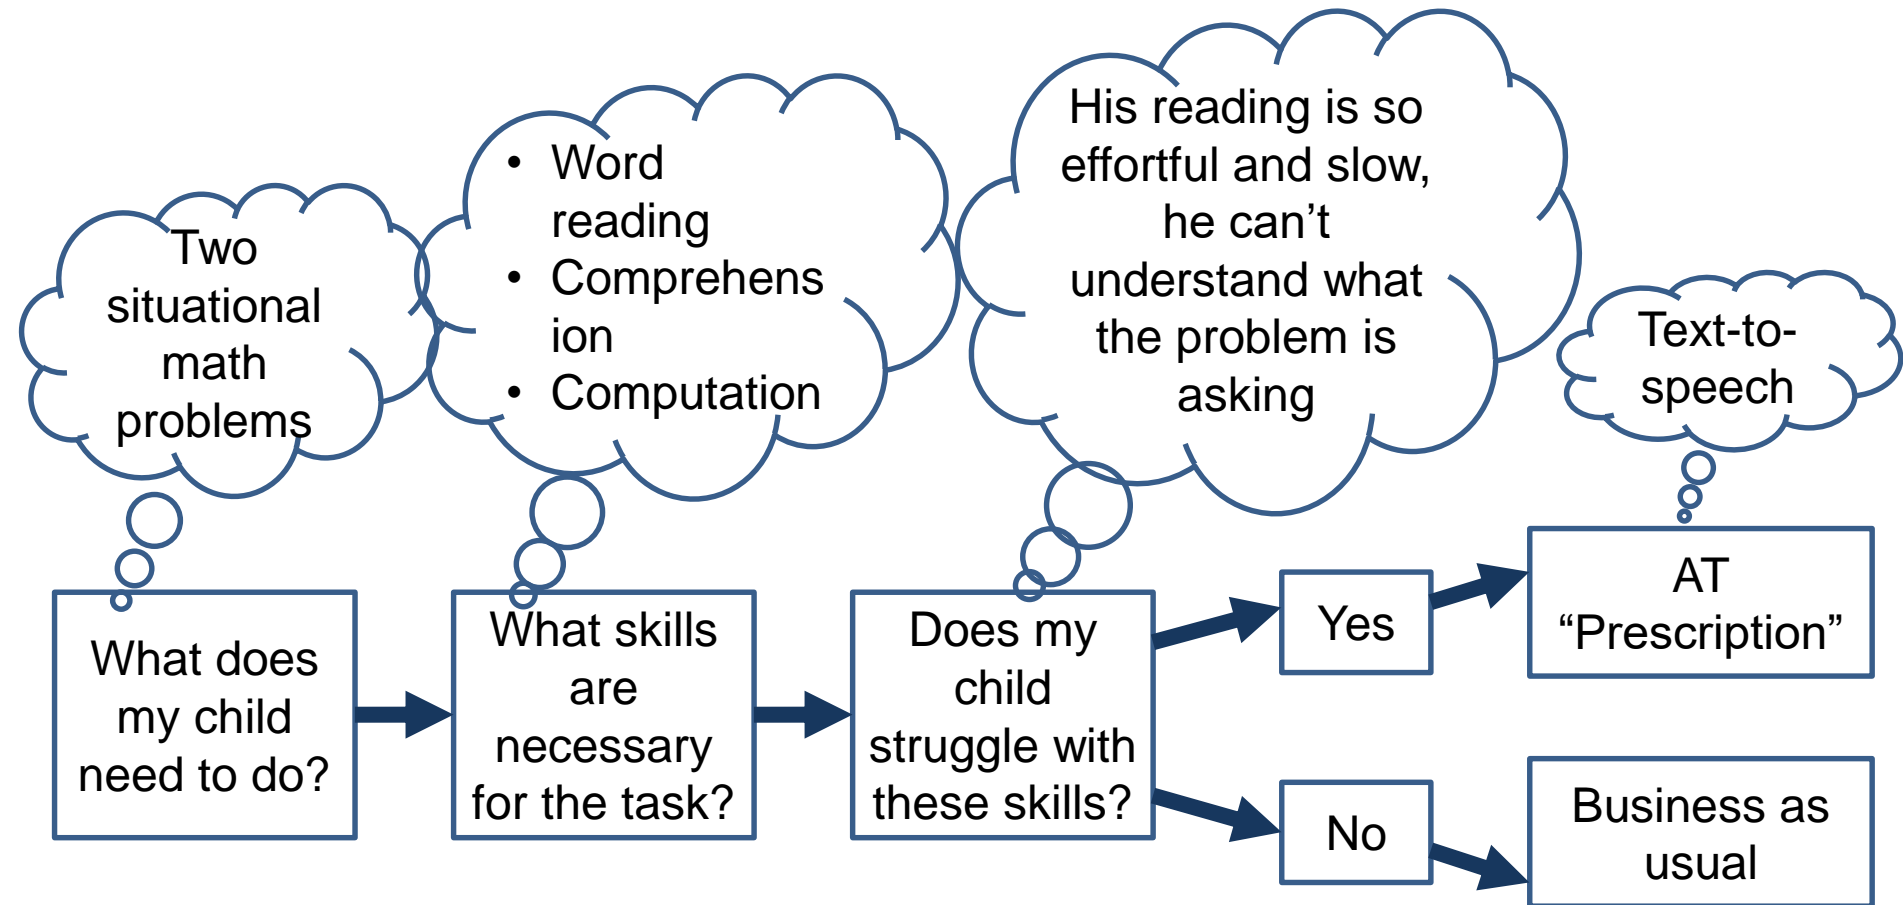 Two
situational
math
problems
• Word
reading
• Comprehens
ion
• Computation
His reading is so
effortful and slow,
he can’t
understand what
the problem is
asking
Text-to-
speech
What does
my child
need to do?
What skills
are
necessary
for the task?
Does my
child
struggle with
these skills?
Yes
AT
“Prescription”
No
Business as
usual